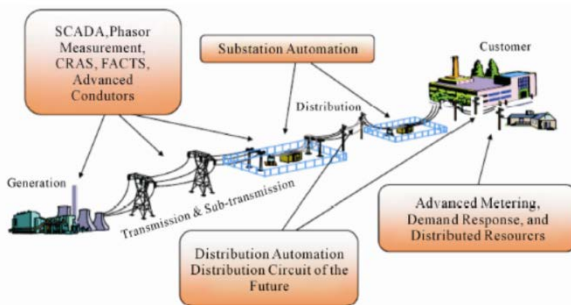 SCADA,Phasor
Measurement,
CRAS, FACTS,
Advanced
Condutors
Substation Automation
Customer
Distribution
Generation
Transmission & Sub-transmission
Advanced Metering,
Demand Response, and
Distributed Resourcers
Distribution Automation
Distribution Circuit of the
Future